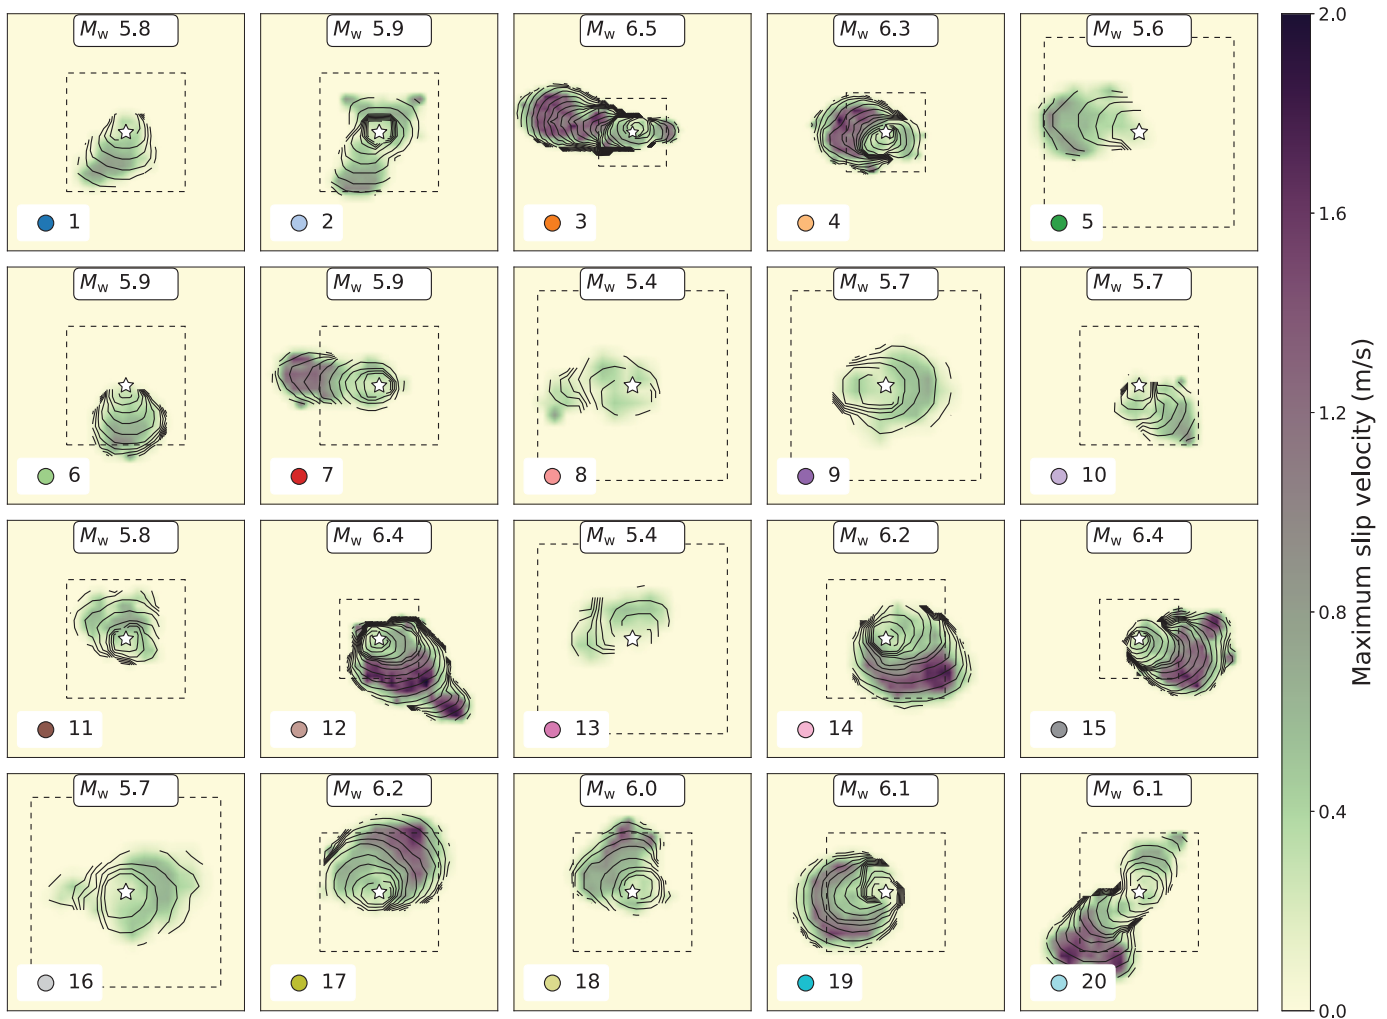 Mw 5.8
Mw 5.9
Mw 6.5
Mw 6.3
Mw 5.6
1
2
3
4
5
Mw 5.9
Mw 5.9
Mw 5.4
Mw 5.7
Mw 5.7
6
7
8
9
10
Mw 5.8
Mw 6.4
Mw 5.4
Mw 6.2
Mw 6.4
11
12
13
14
15
Mw 5.7
Mw 6.2
Mw 6.0
Mw 6.1
Mw 6.1
16
17
18
19
20
2.0
1.6
1.2
0.8
0.4
0.0
Maximum slip velocity (m/s)